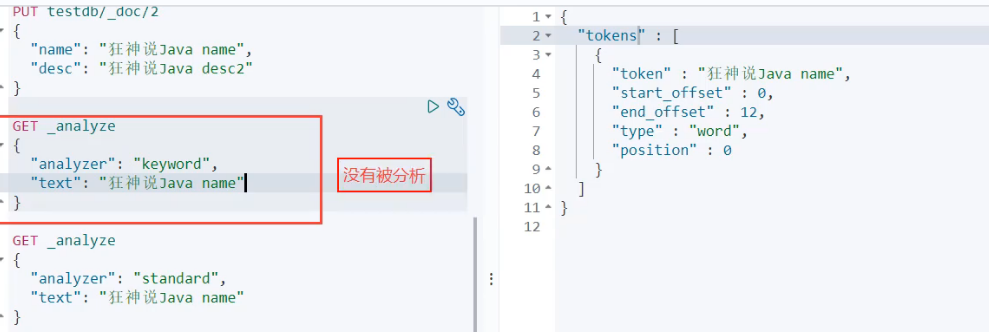 PUT testdb/_doc/2
{
"name": "狂神说Java name",
"desc": "狂神说Java desc2"
}
GET _analyze
{
"analyzer": "keyword",
"text": "狂神说Java name"
}
没有被分析
GET _analyze
{
"analyzer": "standard",
"text": "狂神说Java name"
}
1 {
2 "tokens" : [
3 {
4 "token" : "狂神说Java name",
5 "start_offset" : 0,
6 "end_offset" : 12,
7 "type" : "word",
8 "position" : 0
9 }
10 ]
11 }
12